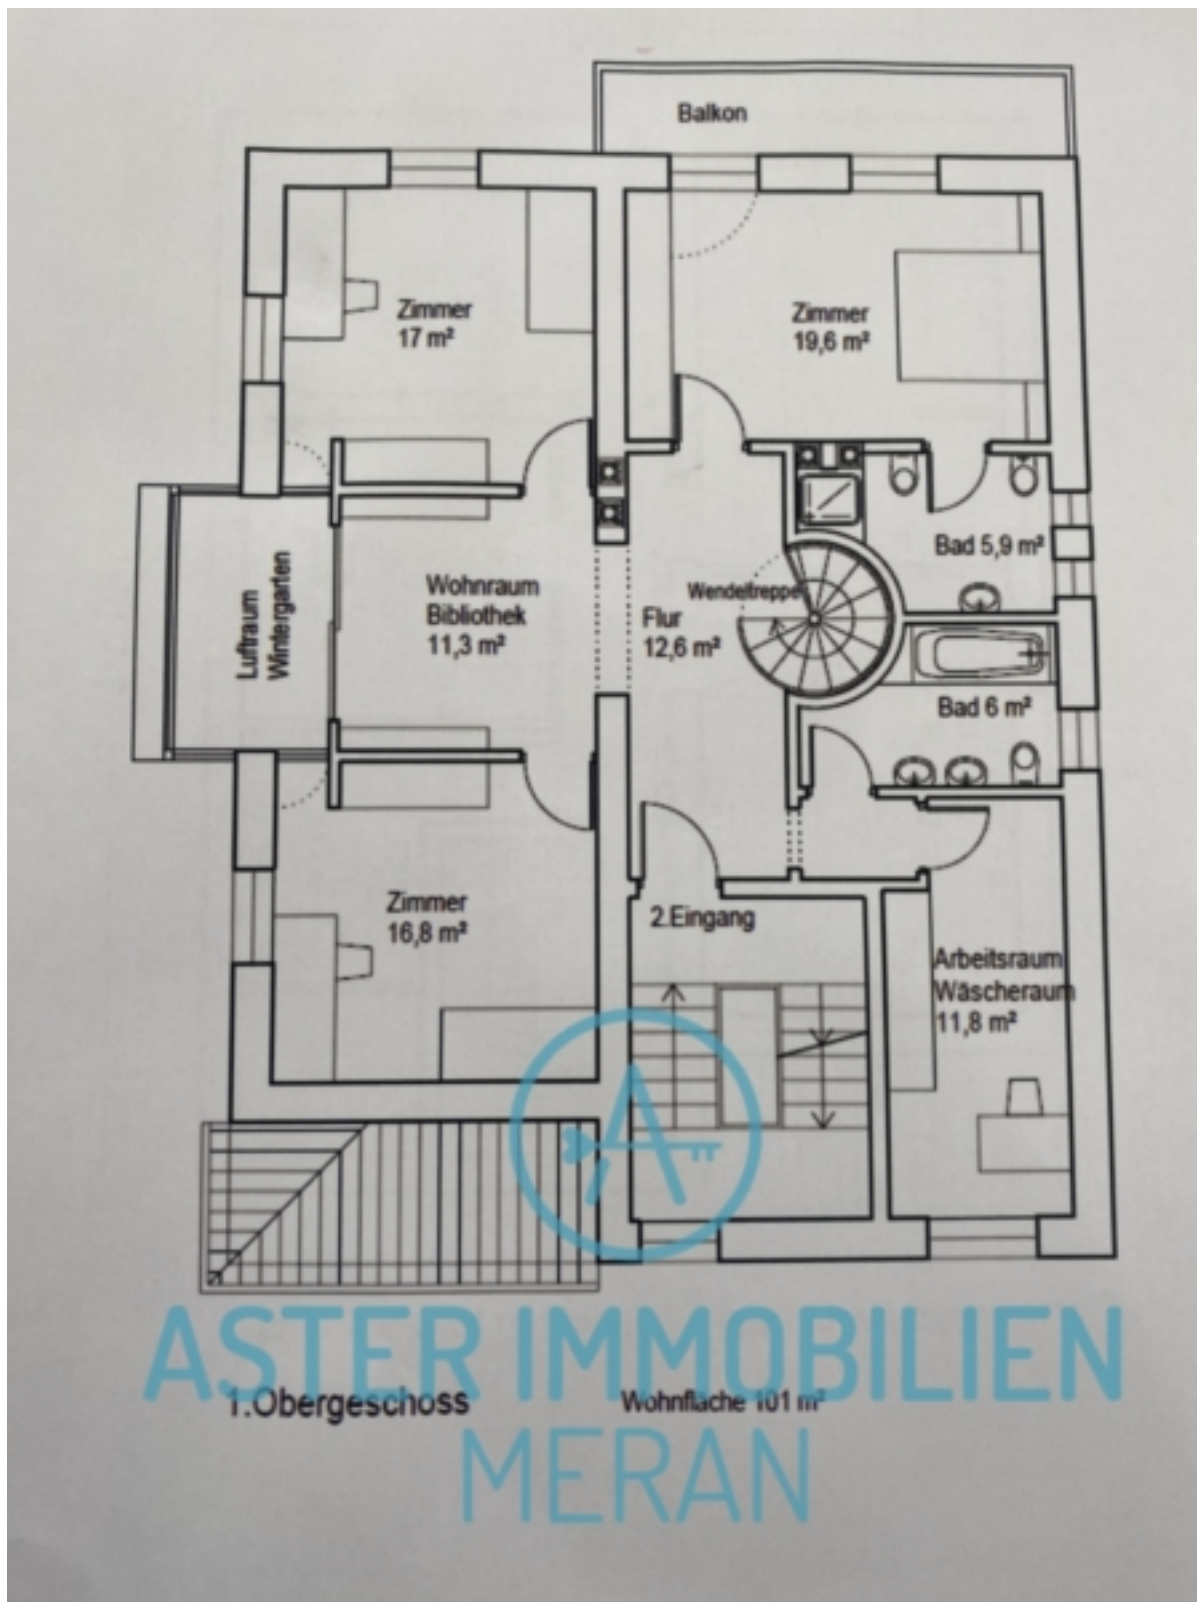 Balkon
Zimmer
17 m²
Zimmer
19,6 m²
Bad 5,9 m²
Wohnraum
Bibliothek
11,3 m²
Luftraum
Wintergarten
Wendeltreppe
Flur
12,6 m²
Bad 6 m²
Zimmer
16,8 m²
2.Eingang
Arbeitsraum
Wäscheraum
11,8 m²
ASTER IMMOBILIEN
1.Obergeschoss
Wohnfläche 101 m²
MERAN